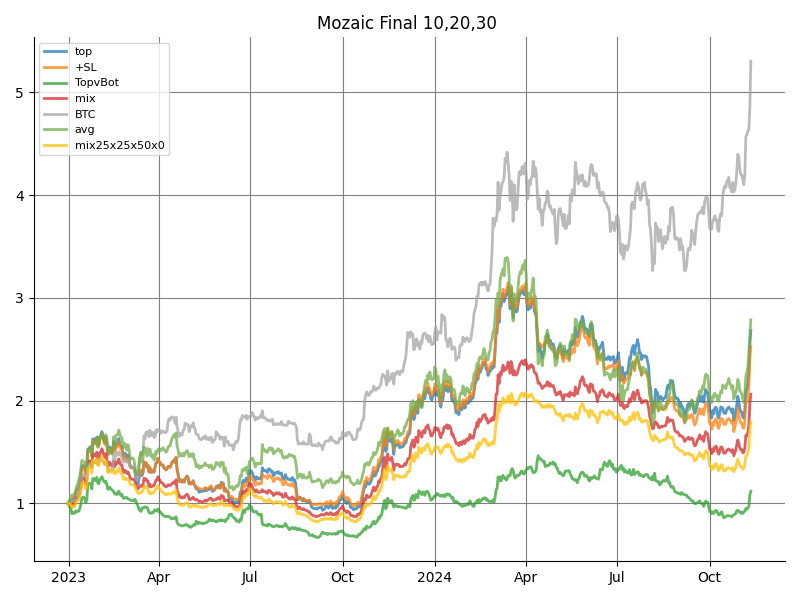 Mozaic Final 10,20,30
top
+SL
TopvBot
mix
BTC
avg
mix25x25x50x0
5
4
3
2
1
2023 Apr Jul Oct 2024 Apr Jul Oct